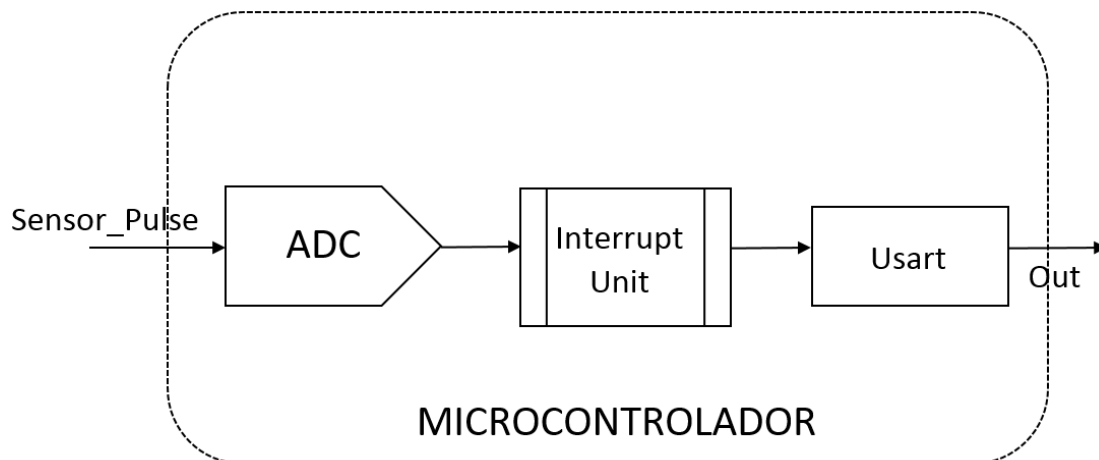 Sensor_Pulse
ADC
Interrupt
Unit
Usart
Out
MICROCONTROLADOR